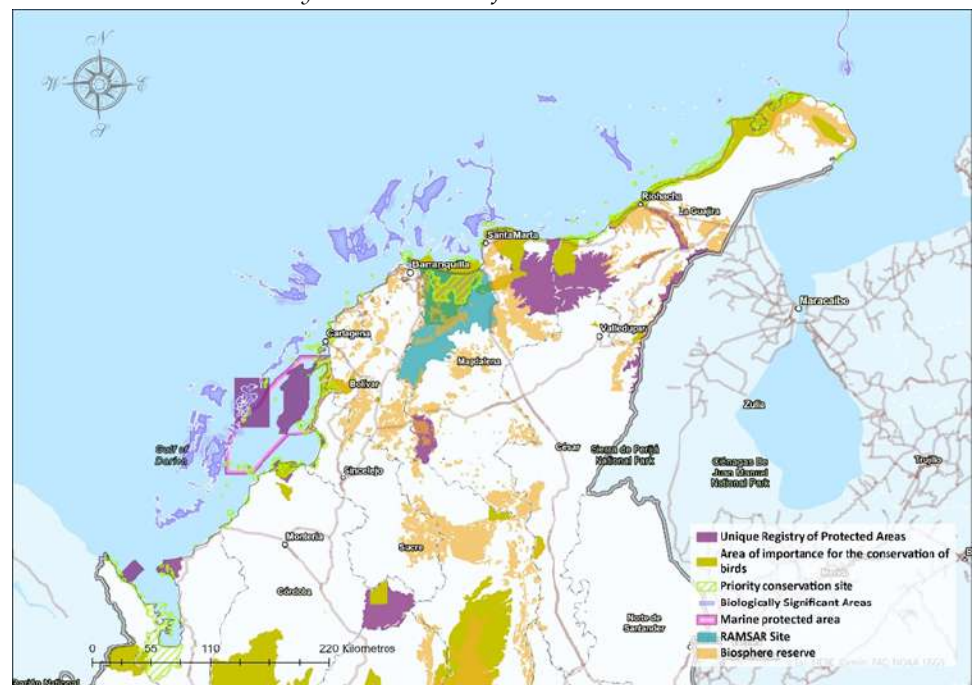 N
W E
S
Riohacha
La Guajira
Santa Marta
Barranquilla
Maracaibo
Cartagena
Valledupar
Magdalena
Bolívar
Zulia
Gulf of
Darien
César
Sierra de Perijá
National Park
Ciénagas De
Juan Manuel
National Park
Trujillo
Sincelejo
Montería
Sucre
Córdoba
Norte de
Santander
Unique Registry of Protected Areas
Area of importance for the conservation of
birds
Priority conservation site
Biologically Significant Areas
Marine protected area
RAMSAR Site
Biosphere reserve
0 55 110 220 Kilometros
Darién National